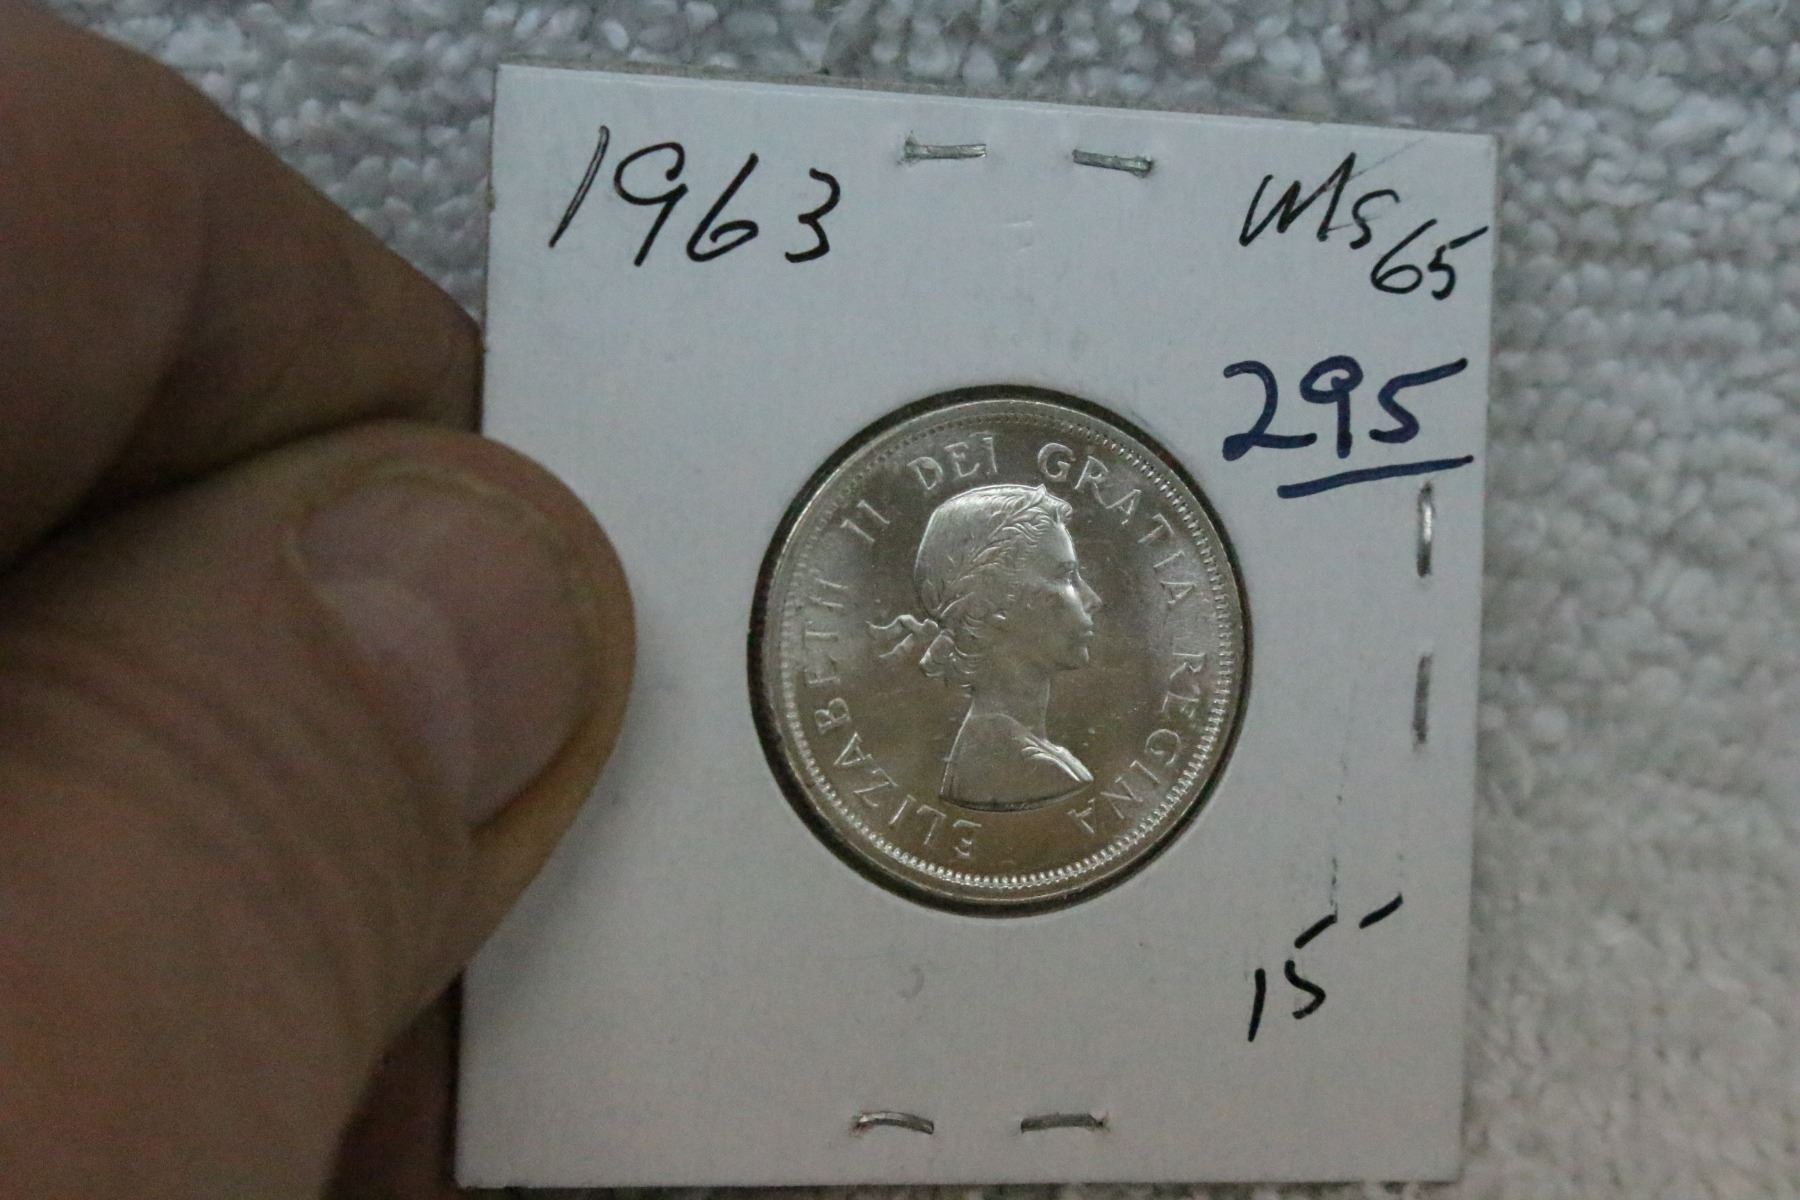 1963
MS
65
295
ELIZABETH II DEI GRATIA REGINA
15